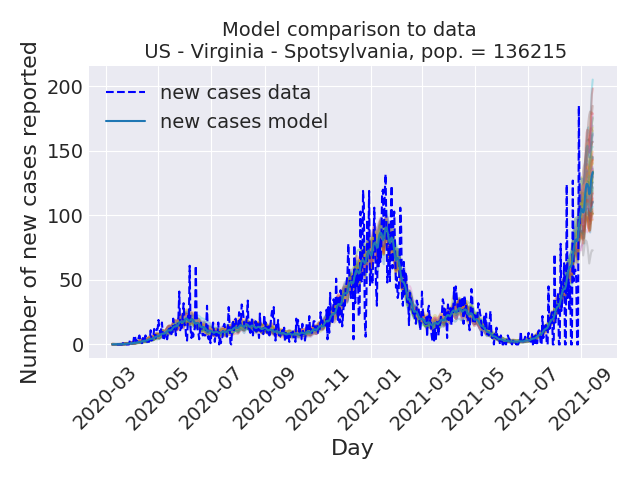 Model comparison to data
US - Virginia - Spotsylvania, pop. = 136215
Number of new cases reported
200
150
100
50
0
new cases data
new cases model
2020-03
2020-05
2020-07
2020-09
2020-11
2021-01
2021-03
2021-05
2021-07
2021-09
Day